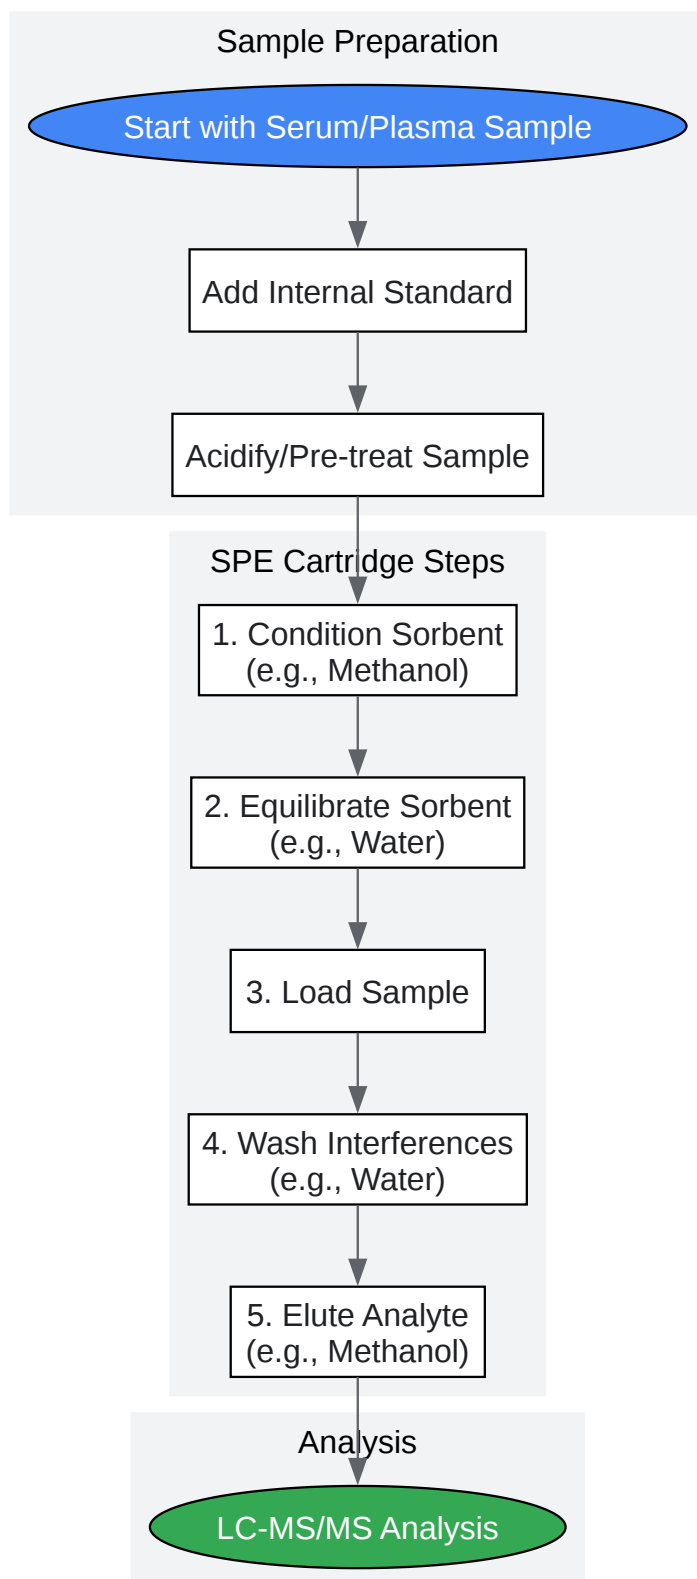 Sample Preparation
Start with Serum/Plasma Sample
Add Internal Standard
Acidify/Pre-treat Sample
SPE Cartridge Steps
1. Condition Sorbent
(e.g., Methanol)
2. Equilibrate Sorbent
(e.g., Water)
3. Load Sample
4. Wash Interferences
(e.g., Water)
5. Elute Analyte
(e.g., Methanol)
Analysis
LC-MS/MS Analysis